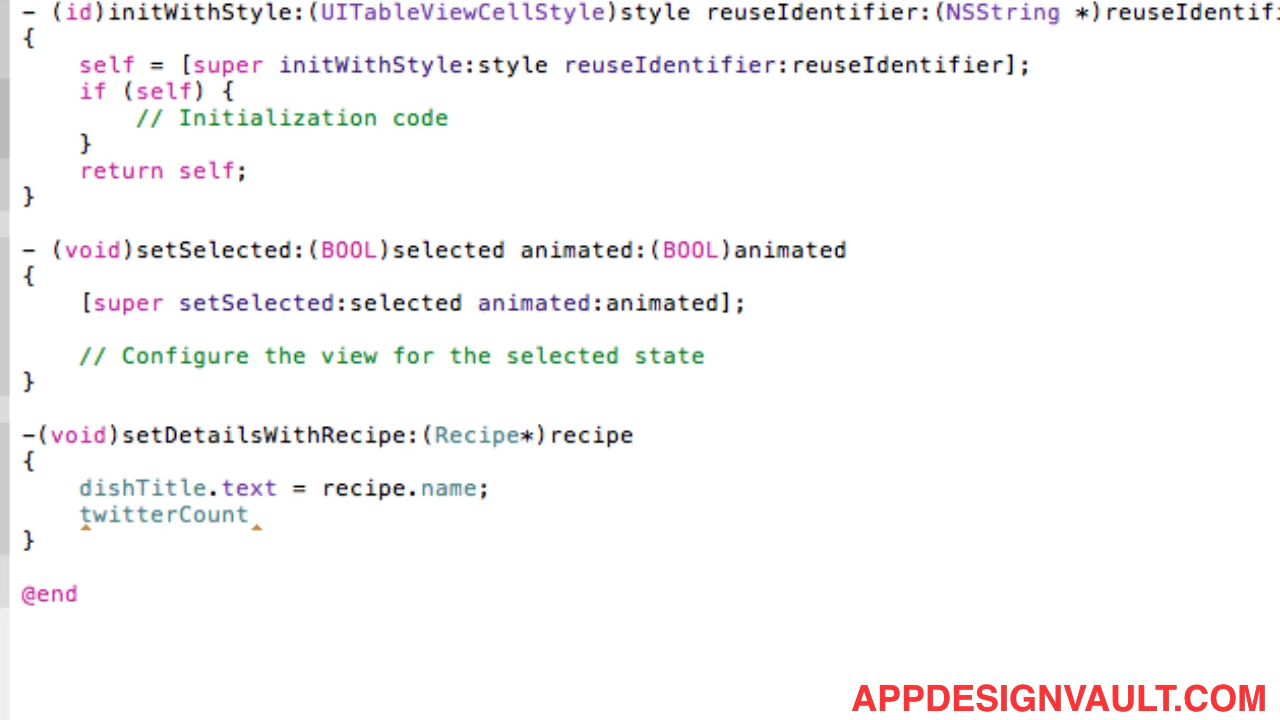 - (id)initWithStyle:(UITableViewCellStyle)style reuseIdentifier:(NSString *)reuseIdentifi
{
self = [super initWithStyle:style reuseIdentifier:reuseIdentifier];
if (self) {
// Initialization code
}
return self;
}
- (void)setSelected:(BOOL)selected animated:(BOOL)animated
{
[super setSelected:selected animated:animated];
// Configure the view for the selected state
}
-(void)setDetailsWithRecipe:(Recipe*)recipe
{
dishTitle.text = recipe.name;
twitterCount
}
@end
APPDESIGNVAULT.COM